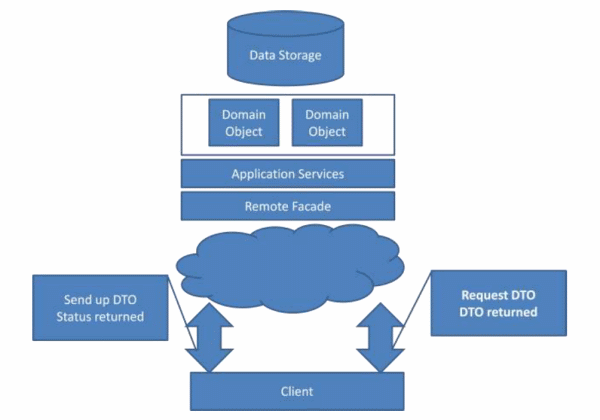 Data Storage
Domain
Object
Domain
Object
Application Services
Remote Facade
Send up DTO
Status returned
Request DTO
DTO returned
Client